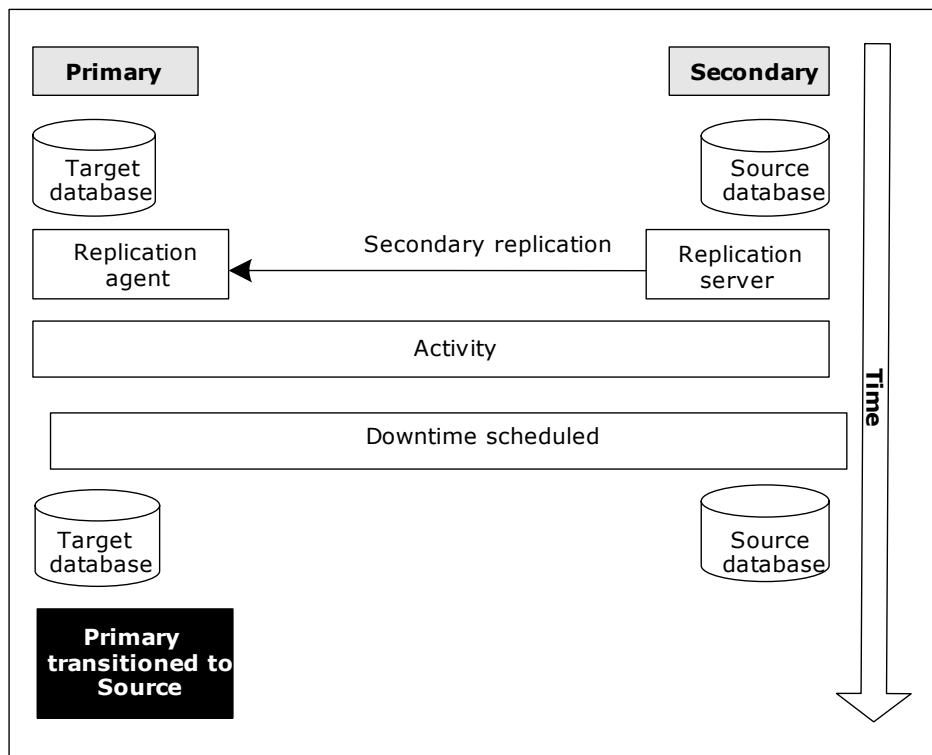 Primary
Secondary
Target
database
Source
database
Secondary replication
Replication
agent
Replication
server
Activity
Time
Downtime scheduled
Target
database
Source
database
Primary
transitioned to
Source